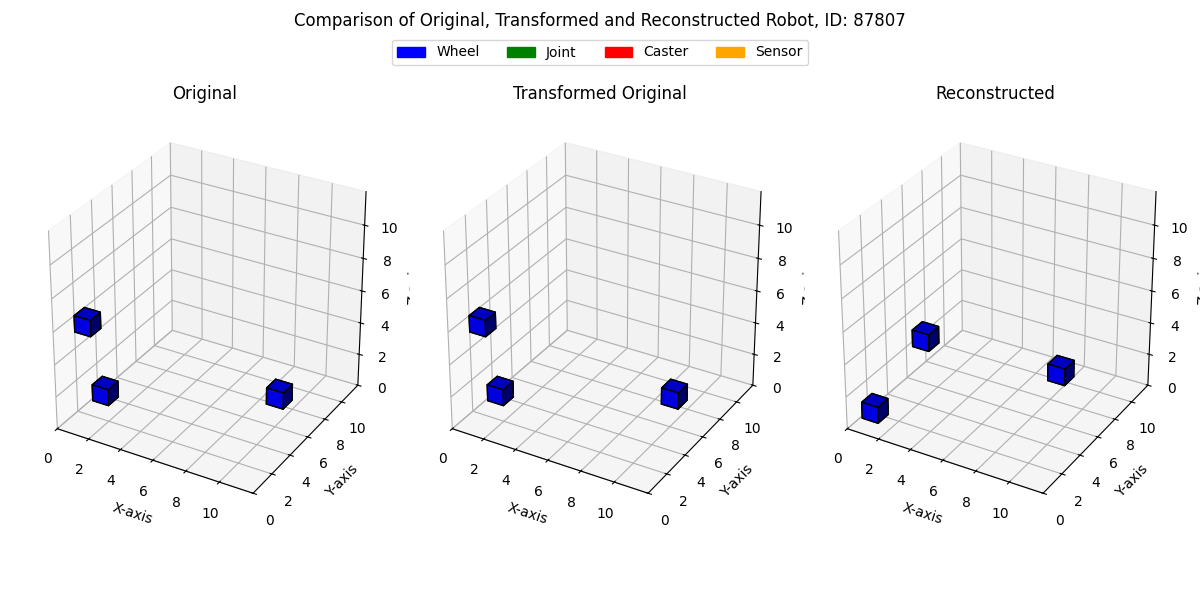 Comparison of Original, Transformed and Reconstructed Robot, ID: 87807
Wheel Joint Caster Sensor
Original
Transformed Original
Reconstructed
0 2 4 6 8 10
X-axis
0 2 4 6 8 10
Y-axis
0 2 4 6 8 10
0 2 4 6 8 10
X-axis
0 2 4 6 8 10
Y-axis
0 2 4 6 8 10
0 2 4 6 8 10
X-axis
0 2 4 6 8 10
Y-axis
0 2 4 6 8 10